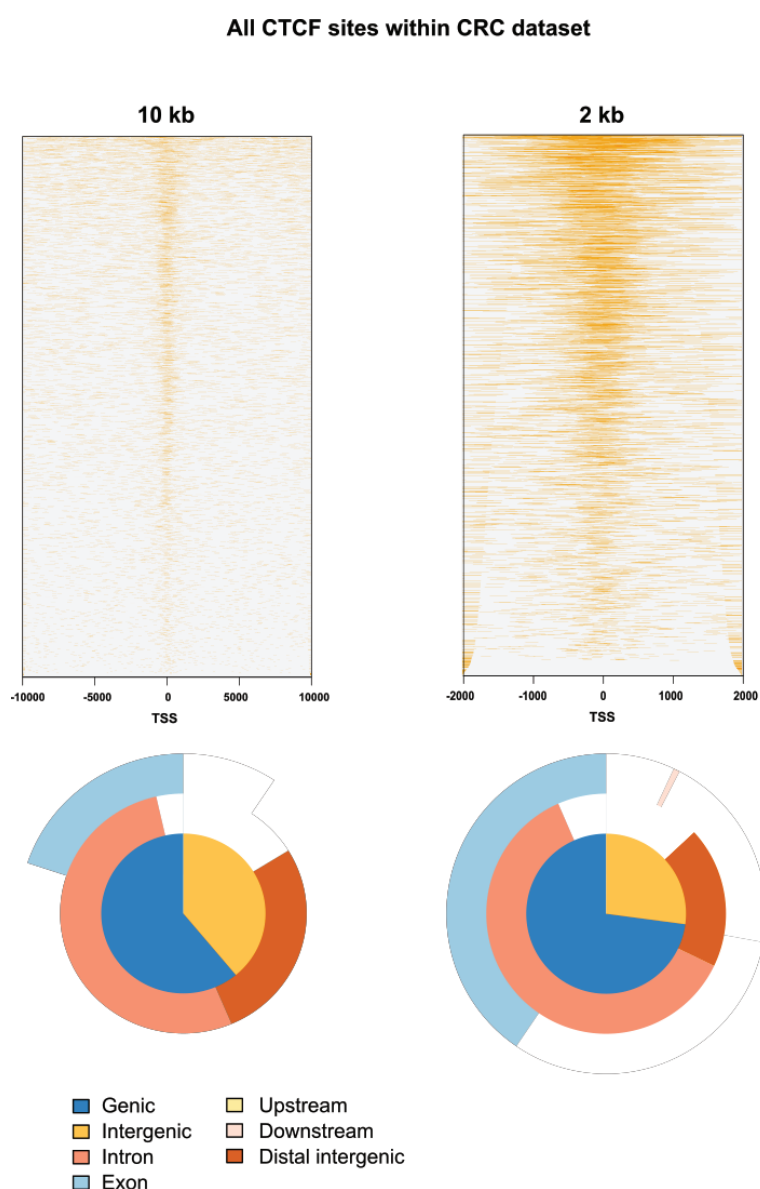 All CTCF sites within CRC dataset
10 kb
2 kb
-10000 -5000 0 5000 10000
TSS
-2000 -1000 0 1000 2000
TSS
Genic
Intergenic
Intron
Exon
Upstream
Downstream
Distal intergenic